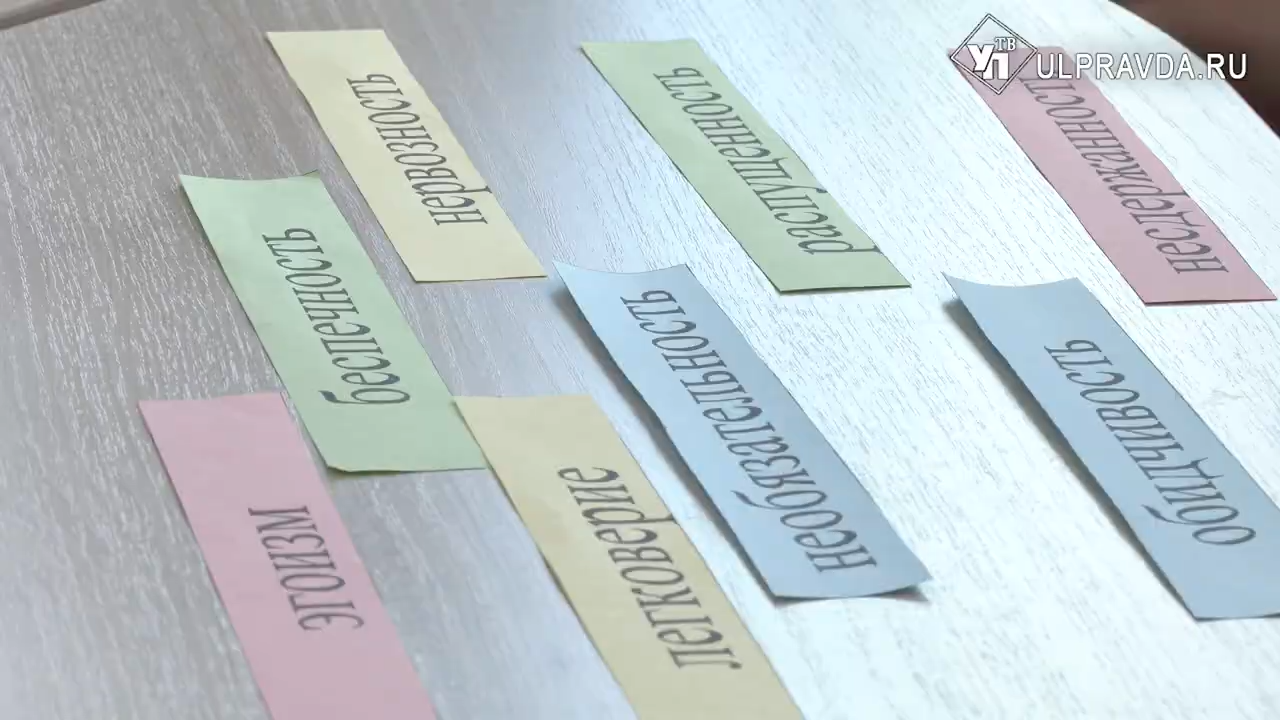 УП ТВ
ULPRAVDA.RU
нервозность
распущенность
несдержанность
беспечность
необязательность
обидчивость
эгоизм
легковерие